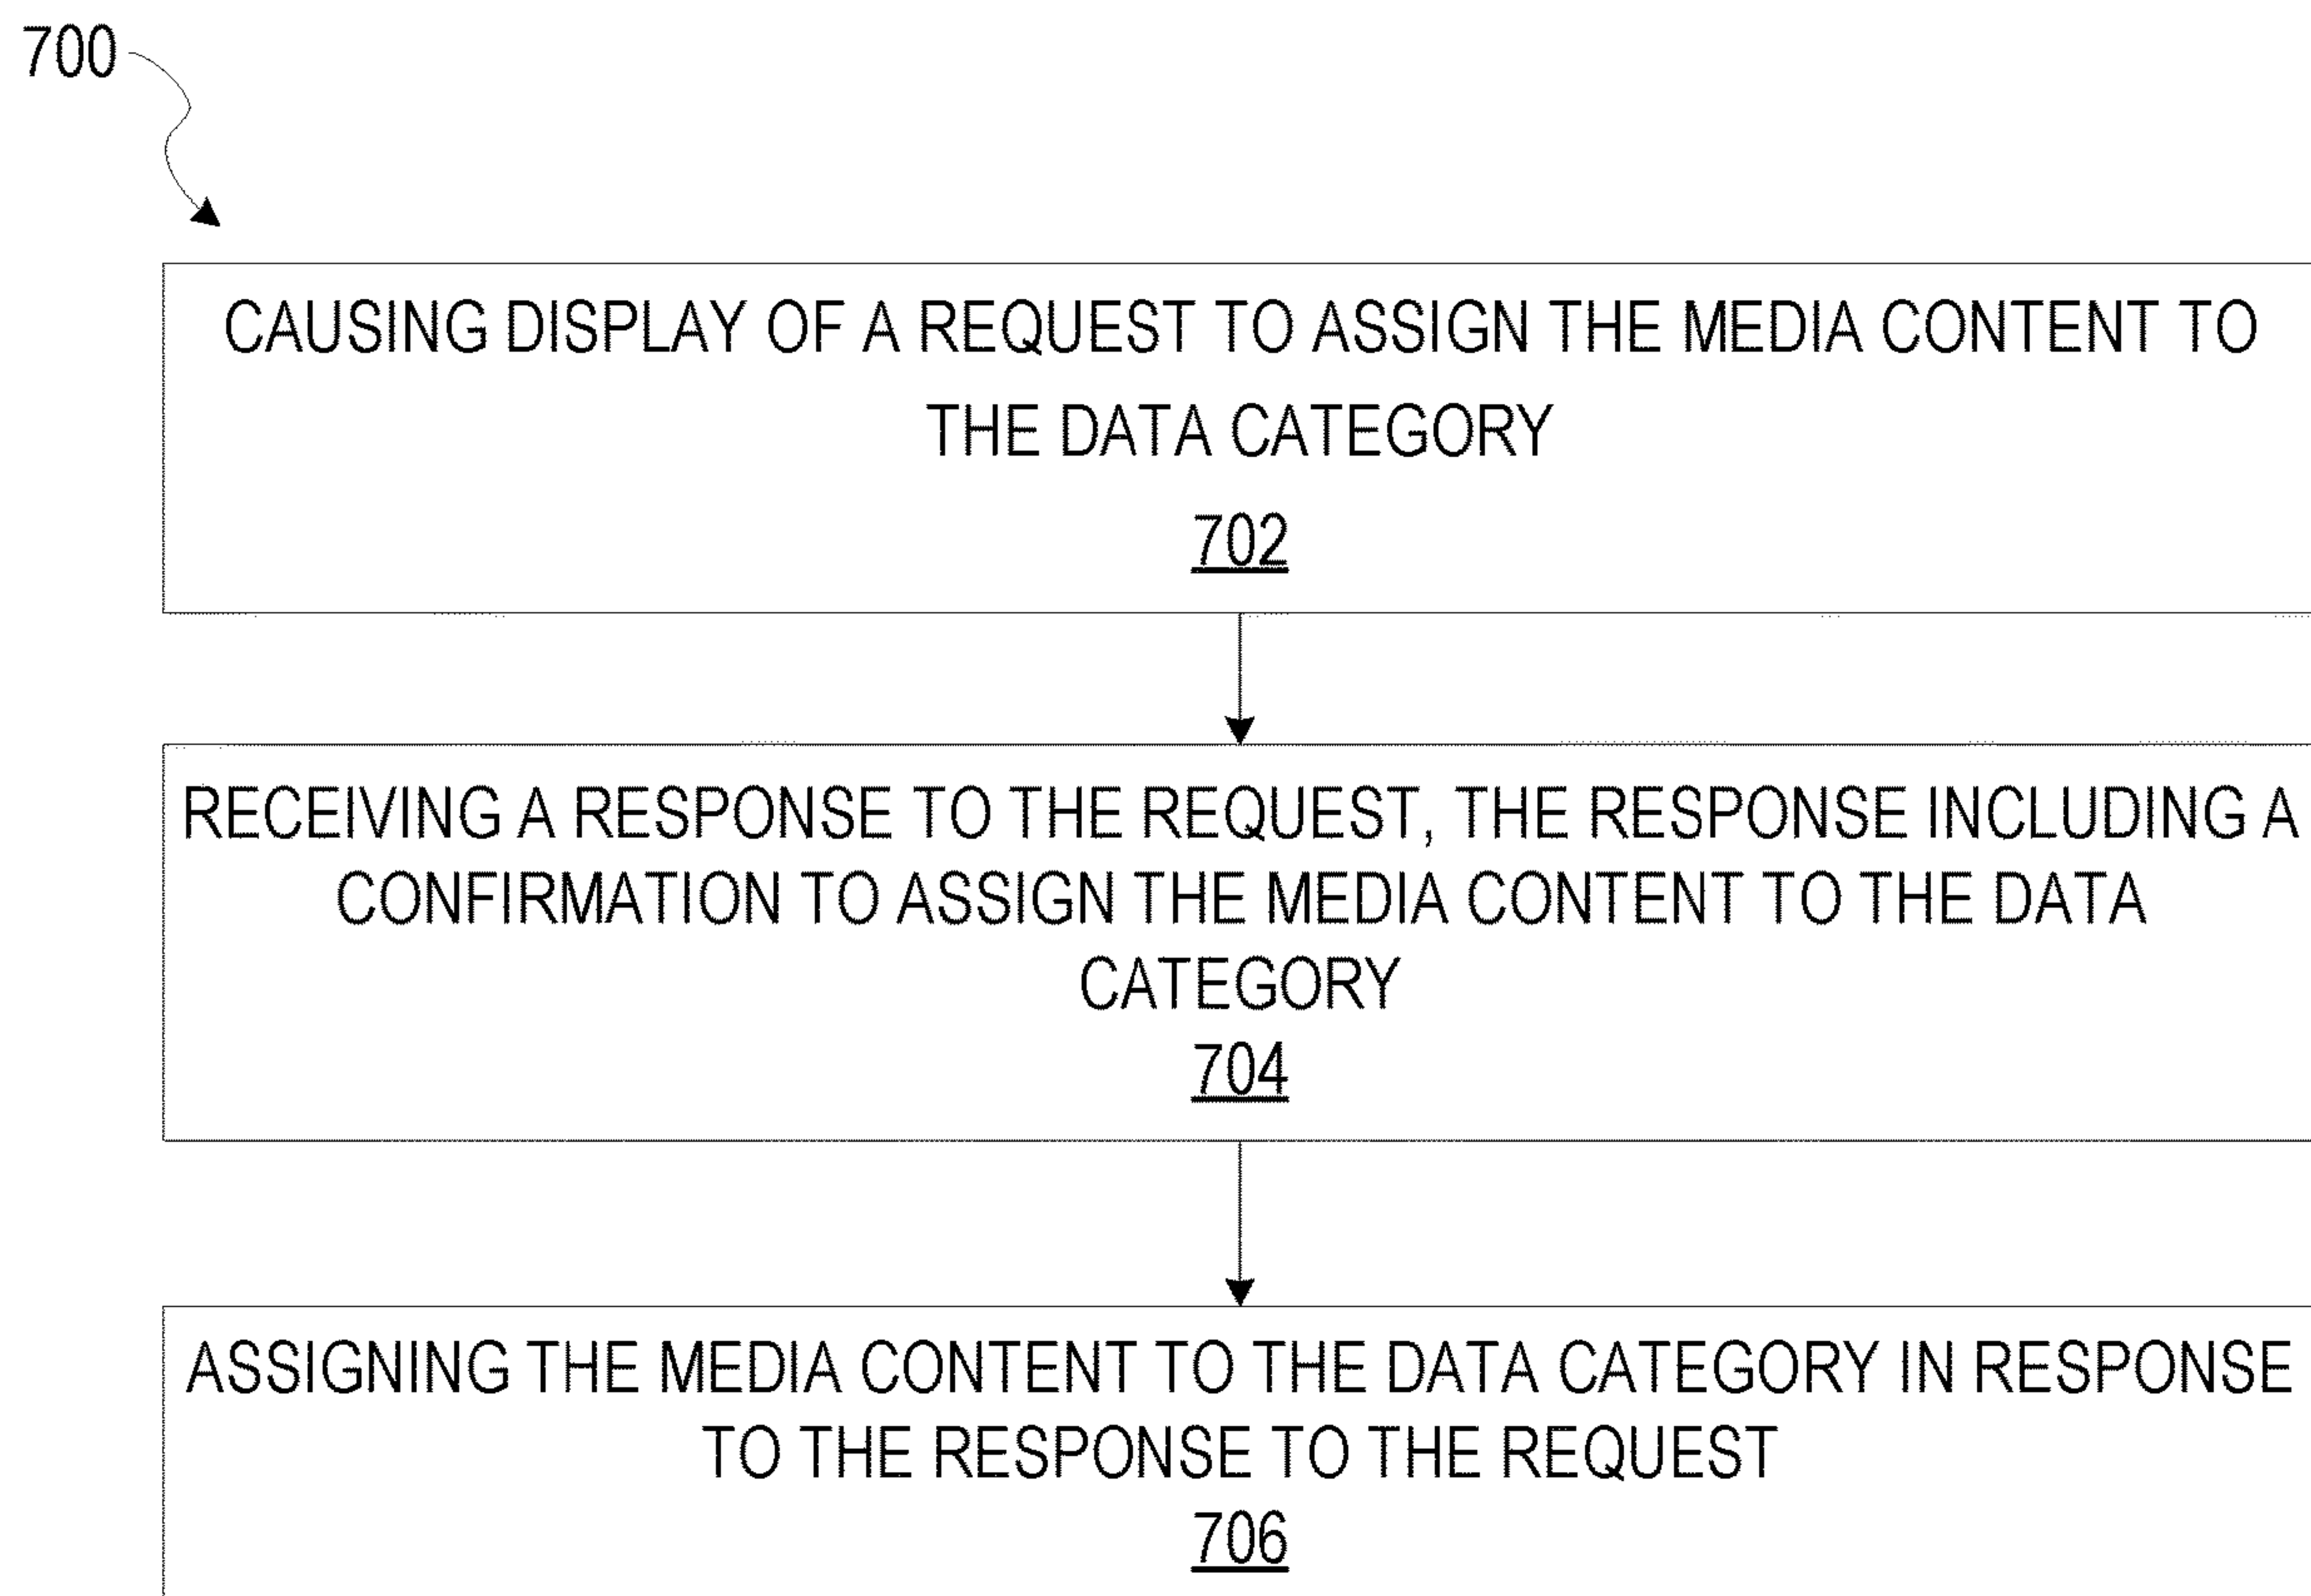 700
CAUSING DISPLAY OF A REQUEST TO ASSIGN THE MEDIA CONTENT TO
THE DATA CATEGORY
702
RECEIVING A RESPONSE TO THE REQUEST, THE RESPONSE INCLUDING A
CONFIRMATION TO ASSIGN THE MEDIA CONTENT TO THE DATA
CATEGORY
704
ASSIGNING THE MEDIA CONTENT TO THE DATA CATEGORY IN RESPONSE
TO THE RESPONSE TO THE REQUEST
706